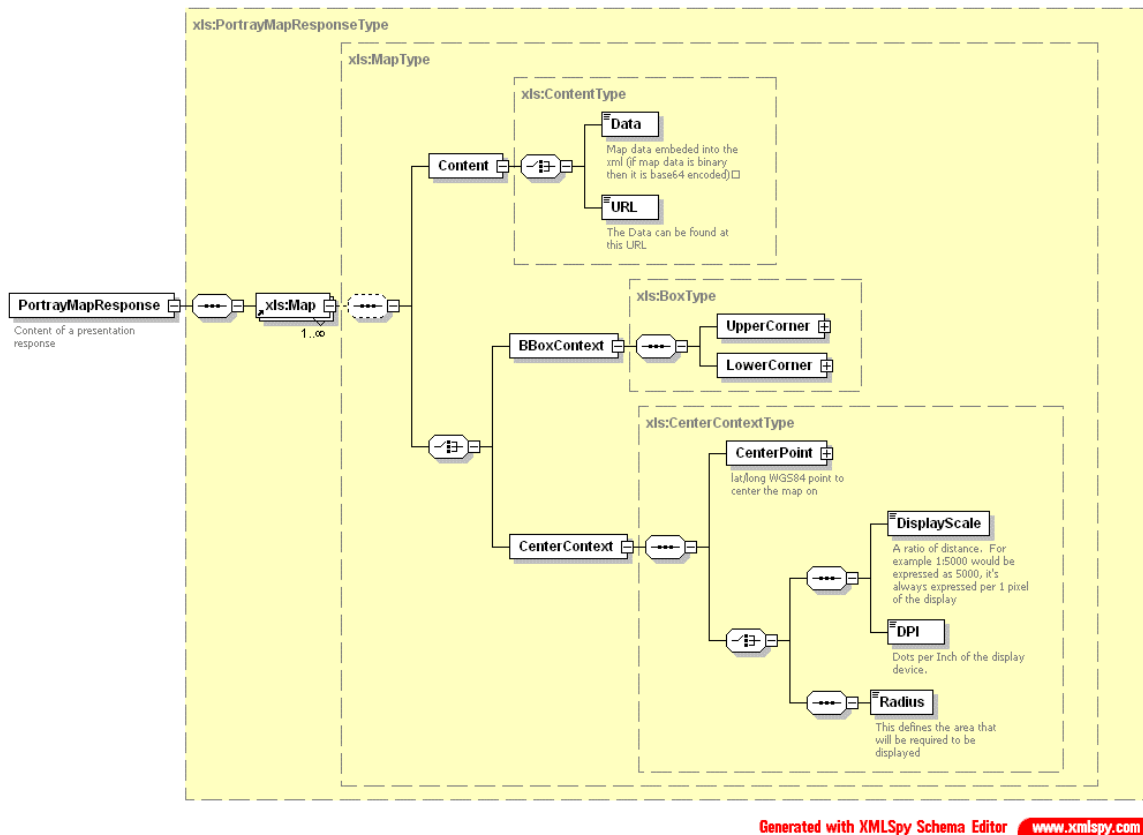 xls:PortrayMapResponseType
xls:MapType
xls:ContentType
Data
Map data embeded into the
xml (if map data is binary
then it is base64 encoded)□
Content
URL
The Data can be found at
this URL
xls:BoxType
PortrayMapResponse
Content of a presentation
response
xls:Map
1..∞
UpperCorner
BBoxContext
LowerCorner
xls:CenterContextType
CenterPoint
lat/long WGS84 point to
center the map on
CenterContext
DisplayScale
A ratio of distance. For
example 1:5000 would be
expressed as 5000, it's
always expressed per 1 pixel
of the display
DPI
Dots per Inch of the display
device.
Radius
This defines the area that
will be required to be
displayed
Generated with XMLSpy Schema Editor www.xmlspy.com